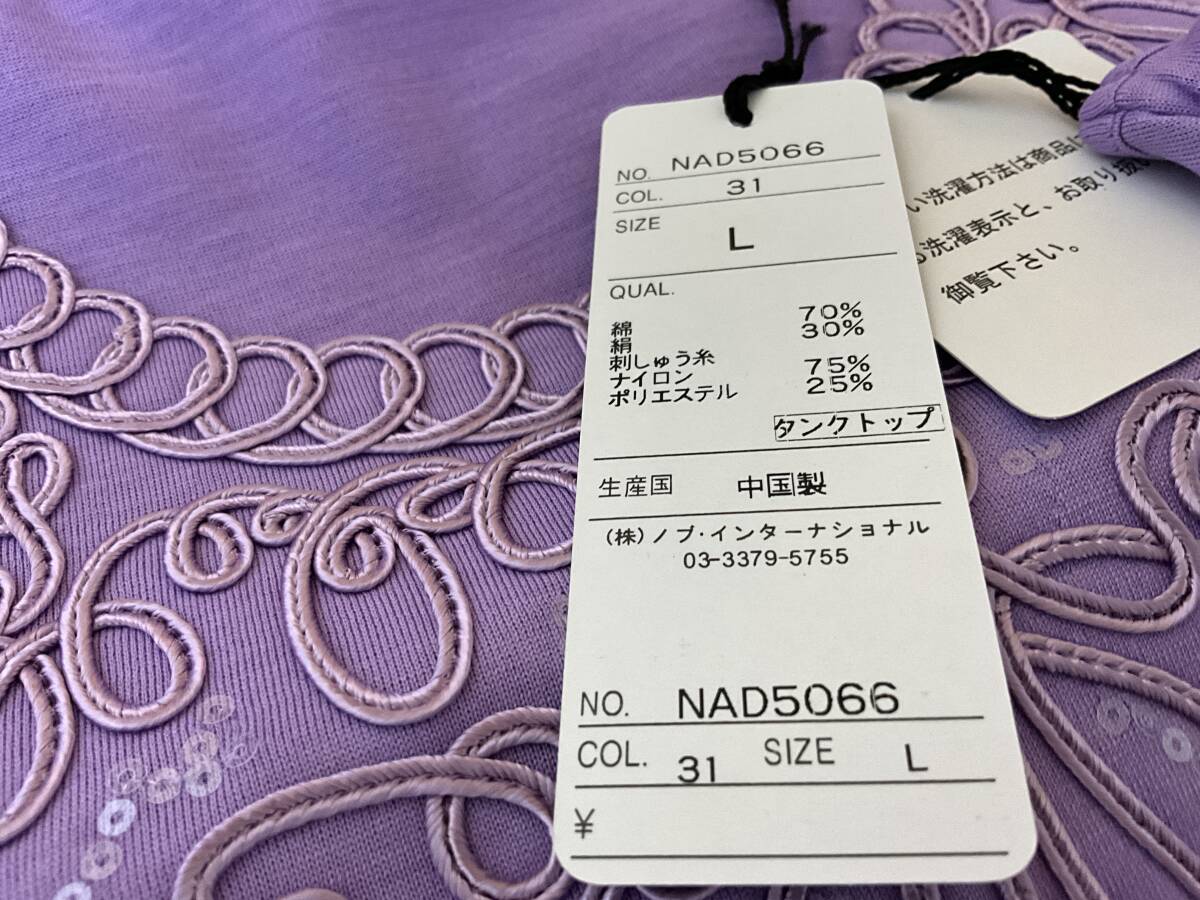 NO. NAD5066
COL. 31
SIZE L
QUAL.
綿 70%
絹 30%
刺しゅう糸
ナイロン 75%
ポリエステル 25%
タンクトップ
生産国 中国製
(株)ノブ・インターナショナル
03-3379-5755
NO. NAD5066
COL. 31 SIZE L
¥
い洗濯方法は商品に
洗濯表示と、お取り扱い
御覧下さい。